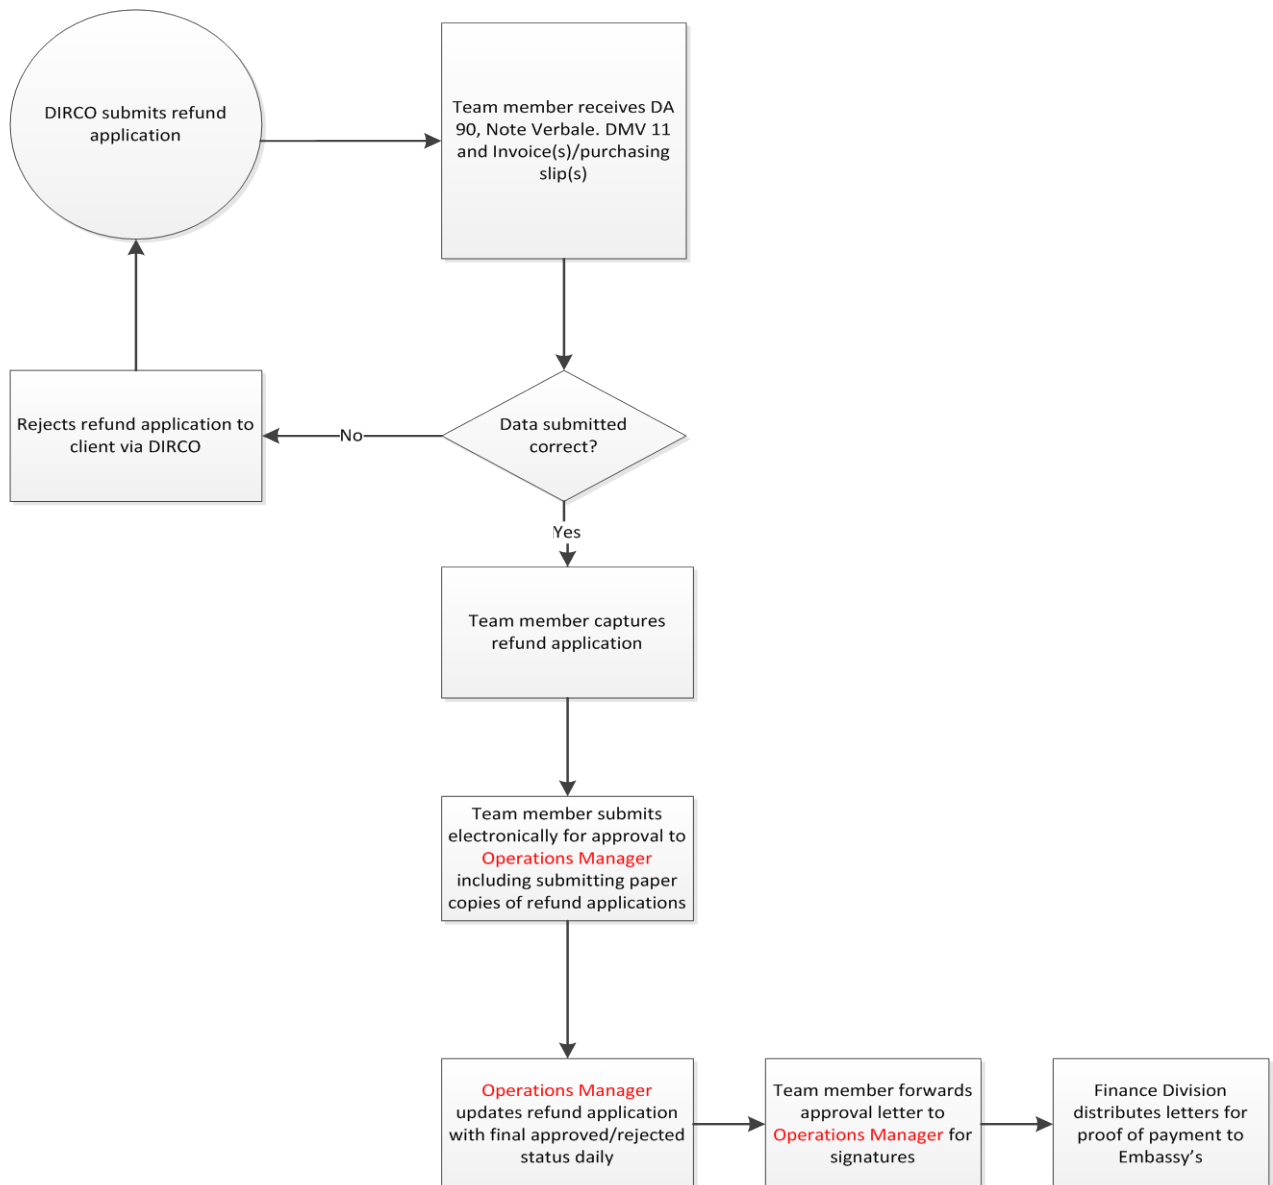 DIRCO submits refund
application
Team member receives DA
90, Note Verbale. DMV 11
and Invoice(s)/purchasing
slip(s)
Rejects refund application to
client via DIRCO
No
Data submitted
correct?
Yes
Team member captures
refund application
Team member submits
electronically for approval to
Operations Manager
including submitting paper
copies of refund applications
Operations Manager
updates refund application
with final approved/rejected
status daily
Team member forwards
approval letter to
Operations Manager for
signatures
Finance Division
distributes letters for
proof of payment to
Embassy’s